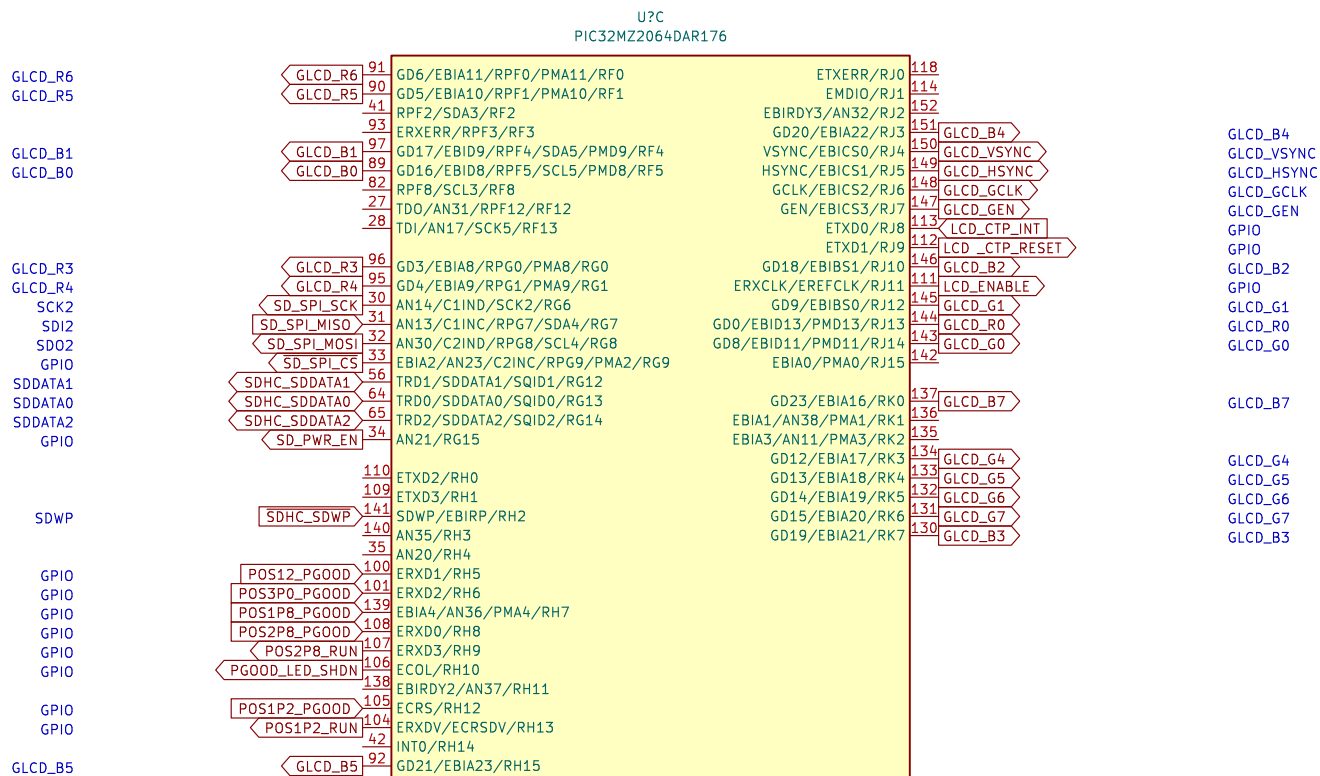 U?C
PIC32MZ2064DAR176
GLCD_R6 GLCD_R6 91 GD6/EBIA11/RPF0/PMA11/RF0 ETXERR/RJ0 118
GLCD_R5 GLCD_R5 90 GD5/EBIA10/RPF1/PMA10/RF1 EMDIO/RJ1 114
41 RPF2/SDA3/RF2 EBIRDY3/AN32/RJ2 152
93 ERXERR/RPF3/RF3 GD20/EBIA22/RJ3 151 GLCD_B4 GLCD_B4
GLCD_B1 GLCD_B1 97 GD17/EBID9/RPF4/SDA5/PMD9/RF4 VSYNC/EBICS0/RJ4 150 GLCD_VSYNC GLCD_VSYNC
GLCD_B0 GLCD_B0 89 GD16/EBID8/RPF5/SCL5/PMD8/RF5 HSYNC/EBICS1/RJ5 149 GLCD_HSYNC GLCD_HSYNC
82 RPF8/SCL3/RF8 GCLK/EBICS2/RJ6 148 GLCD_GCLK GLCD_GCLK
27 TDO/AN31/RPF12/RF12 GEN/EBICS3/RJ7 147 GLCD_GEN GLCD_GEN
28 TDI/AN17/SCK5/RF13 ETXD0/RJ8 113 LCD_CTP_INT GPIO
ETXD1/RJ9 112 LCD _CTP_RESET GPIO
GLCD_R3 GLCD_R3 96 GD3/EBIA8/RPG0/PMA8/RG0 GD18/EBIBS1/RJ10 146 GLCD_B2 GLCD_B2
GLCD_R4 GLCD_R4 95 GD4/EBIA9/RPG1/PMA9/RG1 ERXCLK/EREFCLK/RJ11 111 LCD_ENABLE GPIO
SCK2 SD_SPI_SCK 30 AN14/C1IND/SCK2/RG6 GD9/EBIBS0/RJ12 145 GLCD_G1 GLCD_G1
SDI2 SD_SPI_MISO 31 AN13/C1INC/RPG7/SDA4/RG7 GD0/EBID13/PMD13/RJ13 144 GLCD_R0 GLCD_R0
SDO2 SD_SPI_MOSI 32 AN30/C2IND/RPG8/SCL4/RG8 GD8/EBID11/PMD11/RJ14 143 GLCD_G0 GLCD_G0
GPIO SD_SPI_CS 33 EBIA2/AN23/C2INC/RPG9/PMA2/RG9 EBIA0/PMA0/RJ15 142
SDDATA1 SDHC_SDDATA1 56 TRD1/SDDATA1/SQID1/RG12
SDDATA0 SDHC_SDDATA0 64 TRD0/SDDATA0/SQID0/RG13 GD23/EBIA16/RK0 137 GLCD_B7 GLCD_B7
SDDATA2 SDHC_SDDATA2 65 TRD2/SDDATA2/SQID2/RG14 EBIA1/AN38/PMA1/RK1 136
GPIO SD_PWR_EN 34 AN21/RG15 EBIA3/AN11/PMA3/RK2 135
GD12/EBIA17/RK3 134 GLCD_G4 GLCD_G4
110 ETXD2/RH0 GD13/EBIA18/RK4 133 GLCD_G5 GLCD_G5
109 ETXD3/RH1 GD14/EBIA19/RK5 132 GLCD_G6 GLCD_G6
SDWP SDHC_SDWP 141 SDWP/EBIRP/RH2 GD15/EBIA20/RK6 131 GLCD_G7 GLCD_G7
140 AN35/RH3 GD19/EBIA21/RK7 130 GLCD_B3 GLCD_B3
35 AN20/RH4
GPIO POS12_PGOOD 100 ERXD1/RH5
GPIO POS3P0_PGOOD 101 ERXD2/RH6
GPIO POS1P8_PGOOD 139 EBIA4/AN36/PMA4/RH7
GPIO POS2P8_PGOOD 108 ERXD0/RH8
GPIO POS2P8_RUN 107 ERXD3/RH9
GPIO PGOOD_LED_SHDN 106 ECOL/RH10
138 EBIRDY2/AN37/RH11
GPIO POS1P2_PGOOD 105 ECRS/RH12
GPIO POS1P2_RUN 104 ERXDV/ECRSDV/RH13
42 INT0/RH14
GLCD_B5 GLCD_B5 92 GD21/EBIA23/RH15